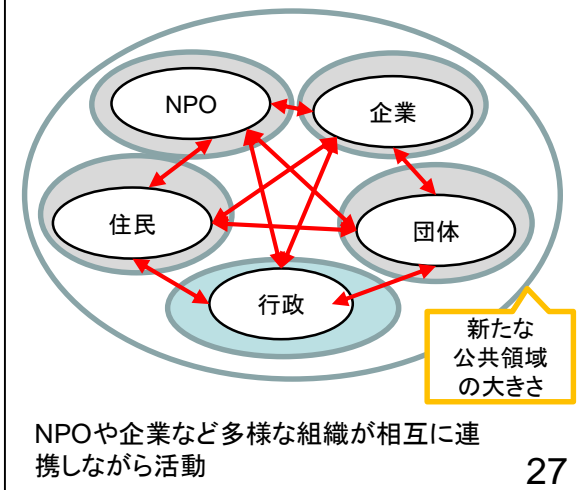 NPO
企業
住民
団体
行政
新たな
公共領域
の大きさ
NPOや企業など多様な組織が相互に連
携しながら活動
27